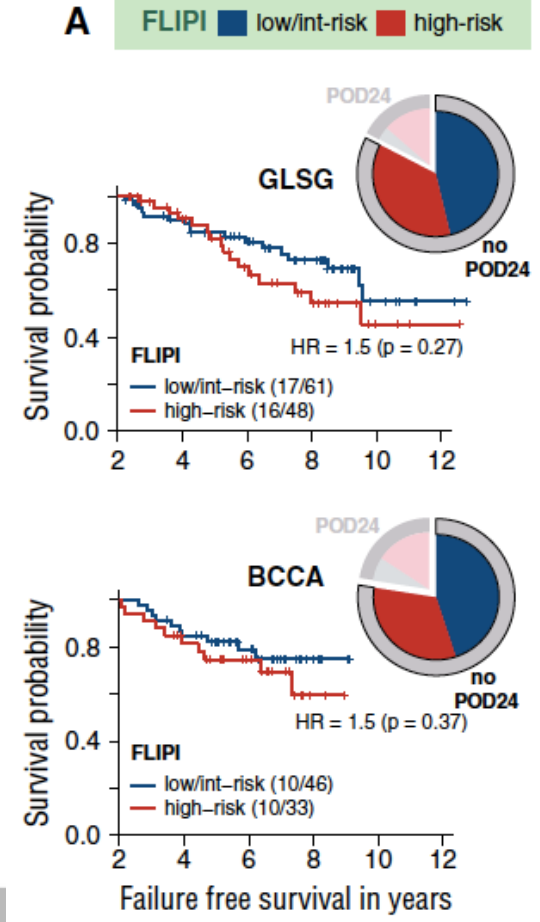 A
FLIPI low/int-risk high-risk
POD24
GLSG
no
POD24
Survival probability
0.8
0.4
0.0
HR = 1.5 (p = 0.27)
FLIPI
low/int−risk (17/61)
high−risk (16/48)
2 4 6 8 10 12
POD24
BCCA
no
POD24
Survival probability
0.8
0.4
0.0
HR = 1.5 (p = 0.37)
FLIPI
low/int−risk (10/46)
high−risk (10/33)
2 4 6 8 10 12
Failure free survival in years